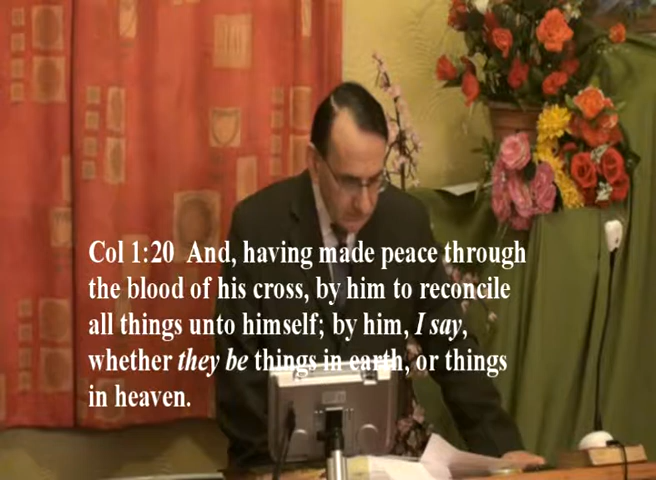 Col 1:20  And, having made peace through
the blood of his cross, by him to reconcile
all things unto himself; by him, I say,
whether they be things in earth, or things
in heaven.